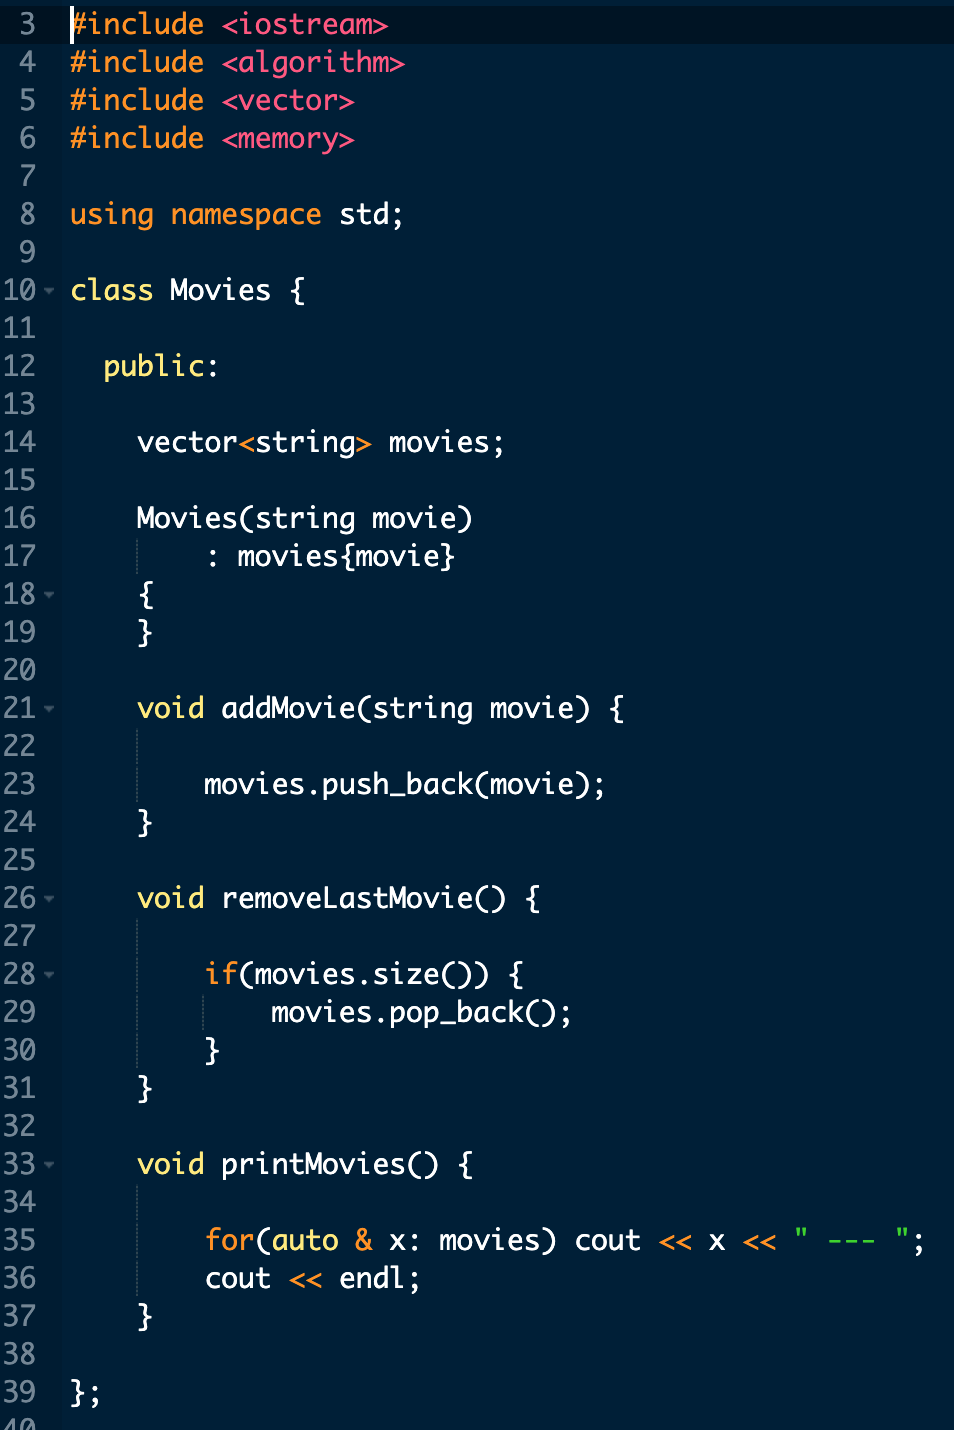 3 #include <iostream>
4 #include <algorithm>
5 #include <vector>
6 #include <memory>
7
8 using namespace std;
9
10 class Movies {
11
12   public:
13
14     vector<string> movies;
15
16     Movies(string movie)
17         : movies{movie}
18     {
19     }
20
21     void addMovie(string movie) {
22
23         movies.push_back(movie);
24     }
25
26     void removeLastMovie() {
27
28         if(movies.size()) {
29             movies.pop_back();
30         }
31     }
32
33     void printMovies() {
34
35         for(auto & x: movies) cout << x << " --- ";
36         cout << endl;
37     }
38
39 };
40